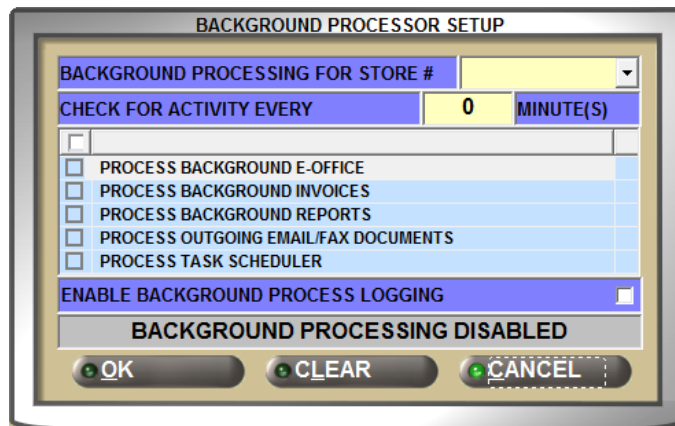 BACKGROUND PROCESSOR SETUP
BACKGROUND PROCESSING FOR STORE #
CHECK FOR ACTIVITY EVERY 0 MINUTE(S)
PROCESS BACKGROUND E-OFFICE
PROCESS BACKGROUND INVOICES
PROCESS BACKGROUND REPORTS
PROCESS OUTGOING EMAIL/FAX DOCUMENTS
PROCESS TASK SCHEDULER
ENABLE BACKGROUND PROCESS LOGGING
BACKGROUND PROCESSING DISABLED
OK CLEAR CANCEL